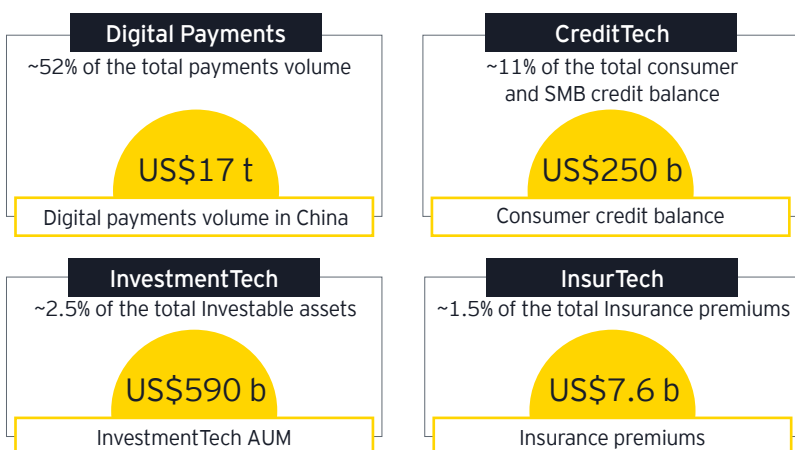 Digital Payments
~52% of the total payments volume
US$17 t
Digital payments volume in China
CreditTech
~11% of the total consumer
and SMB credit balance
US$250 b
Consumer credit balance
InvestmentTech
~2.5% of the total Investable assets
US$590 b
InvestmentTech AUM
InsurTech
~1.5% of the total Insurance premiums
US$7.6 b
Insurance premiums